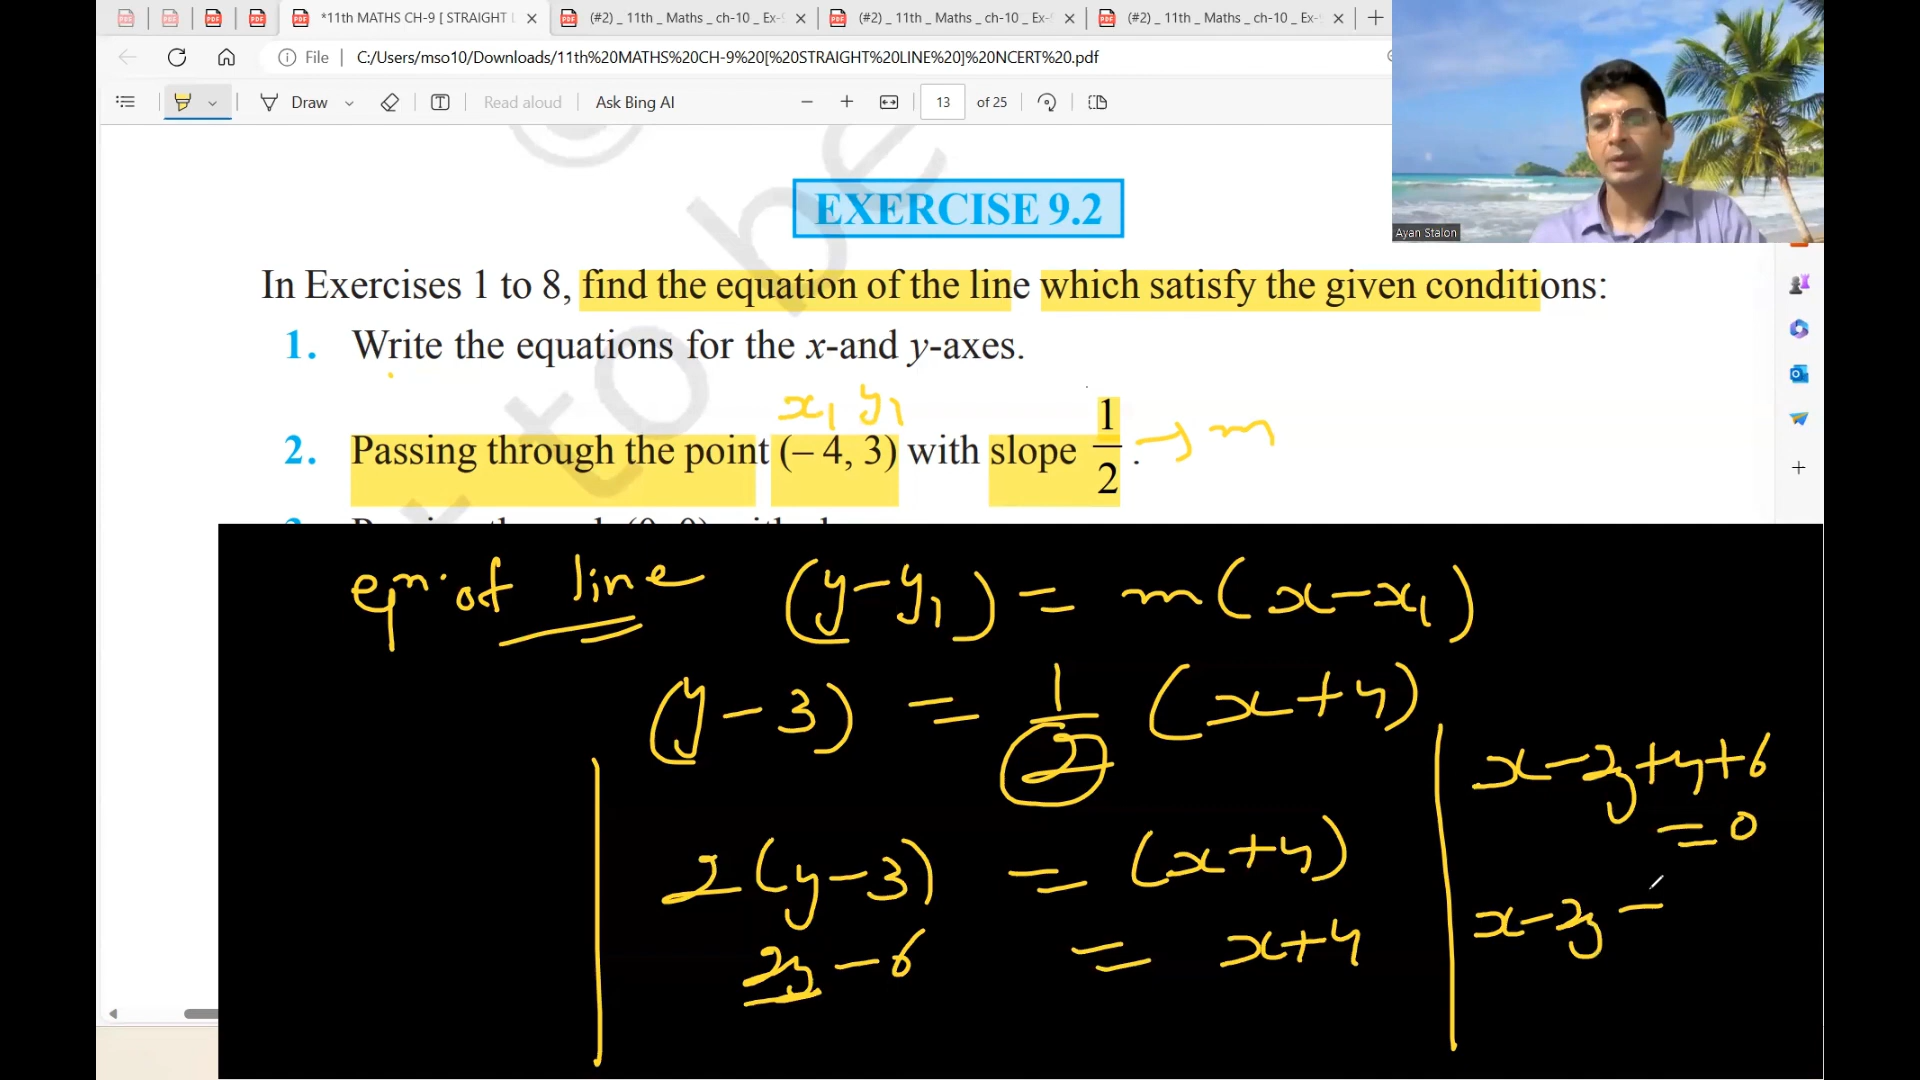 *11th MATHS CH-9 [ STRAIGHT
(#2) _ 11th _ Maths _ ch-10 _ Ex-
(#2) _ 11th _ Maths _ ch-10 _ Ex-
(#2) _ 11th _ Maths _ ch-10 _ Ex-
File | C:/Users/mso10/Downloads/11th%20MATHS%20CH-9%20[%20STRAIGHT%20LINE%20]%20NCERT%20.pdf
Draw Read aloud Ask Bing AI 13 of 25
Ayan Stalon
to be
EXERCISE 9.2
In Exercises 1 to 8, find the equation of the line which satisfy the given conditions:
1. Write the equations for the x-and y-axes.
x₁ y₁
2. Passing through the point (– 4, 3) with slope 1/2 . → m
eqn. of line (y-y₁) = m(x-x₁)
(y-3) = 1/2 (x+4)
2(y-3) = (x+4)
2y-6 = x+4
x-2y+4+6
=0
x-2y